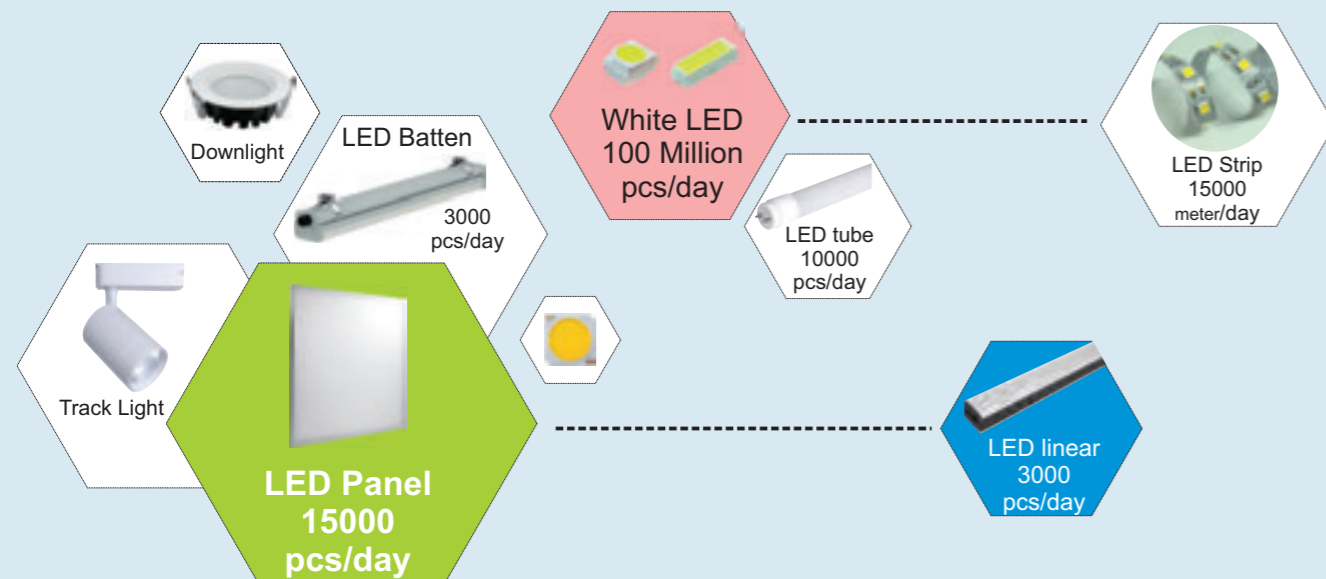 Downlight
LED Batten
3000
pcs/day
White LED
100 Million
pcs/day
LED tube
10000
pcs/day
LED Strip
15000
meter/day
Track Light
LED Panel
15000
pcs/day
LED linear
3000
pcs/day